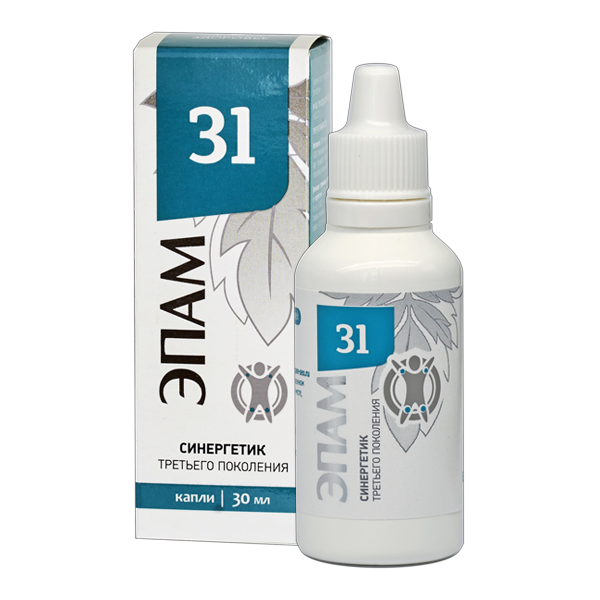 31
ЭПАМ
СИНЕРГЕТИК
ТРЕТЬЕГО ПОКОЛЕНИЯ
капли | 30 мл
31
ЭПАМ
СИНЕРГЕТИК
ТРЕТЬЕГО ПОКОЛЕНИЯ